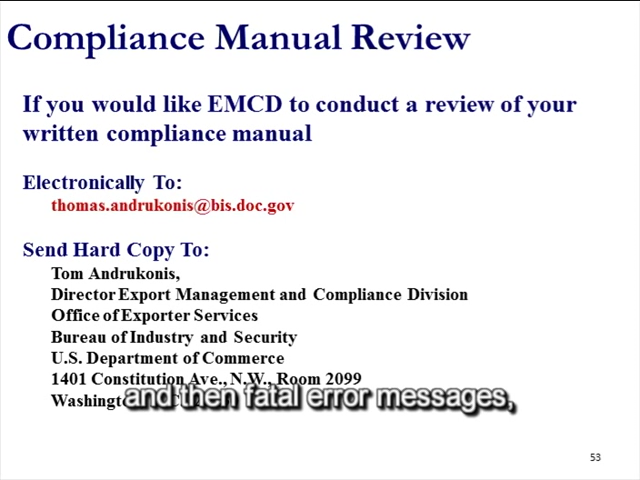 Compliance Manual Review
If you would like EMCD to conduct a review of your
written compliance manual
Electronically To:
thomas.andrukonis@bis.doc.gov
Send Hard Copy To:
Tom Andrukonis,
Director Export Management and Compliance Division
Office of Exporter Services
Bureau of Industry and Security
U.S. Department of Commerce
1401 Constitution Ave., N.W., Room 2099
Washington
and then fatal error messages,
53